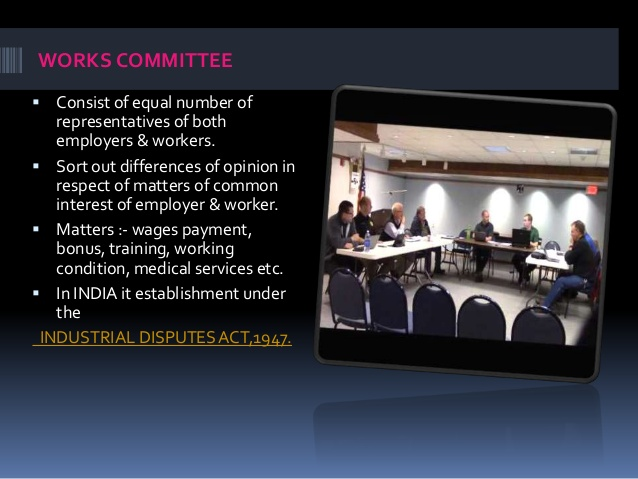 WORKS COMMITTEE
Consist of equal number of
representatives of both
employers & workers.
Sort out differences of opinion in
respect of matters of common
interest of employer & worker.
Matters :- wages payment,
bonus, training, working
condition, medical services etc.
In INDIA it establishment under
the
INDUSTRIAL DISPUTES ACT,1947.